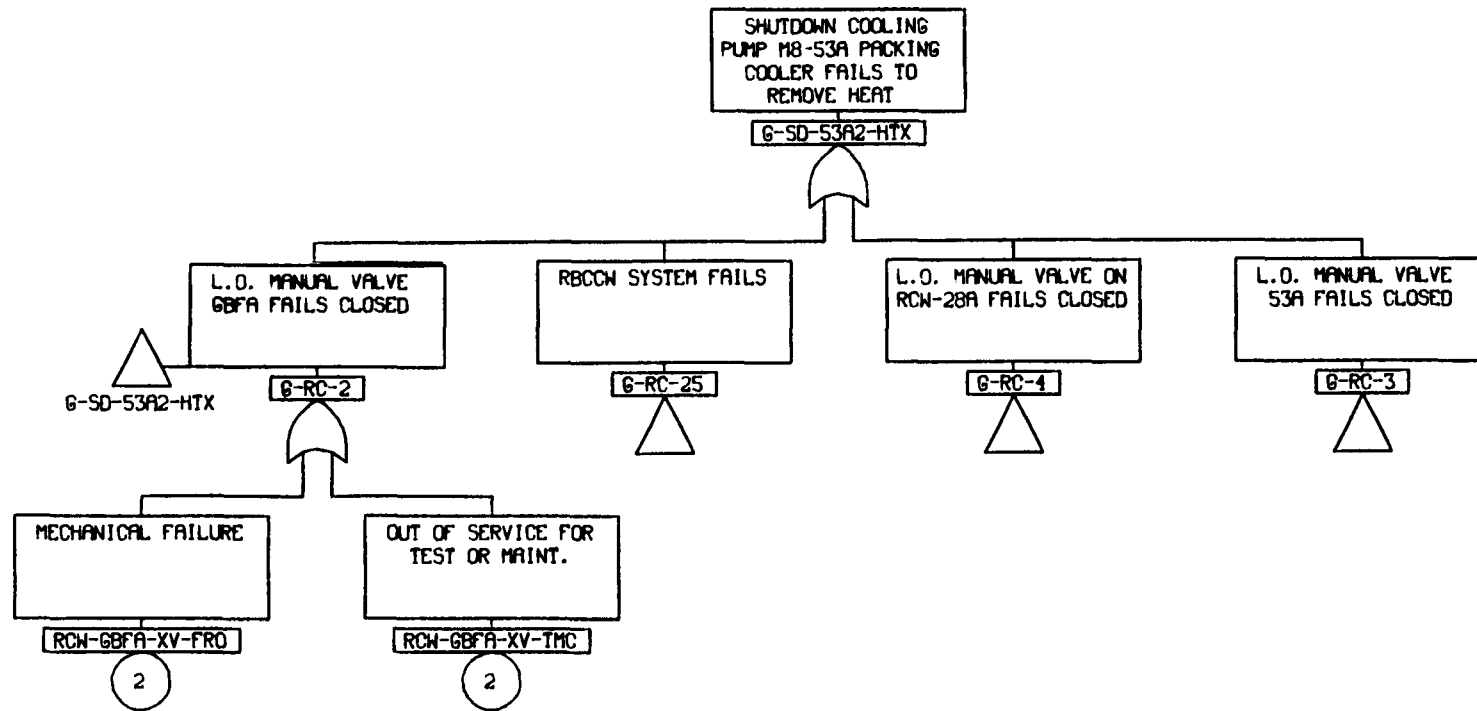 SHUTDOWN COOLING
PUMP M8-53A PACKING
COOLER FAILS TO
REMOVE HEAT
G-SD-53A2-HTX
L.O. MANUAL VALVE
GBFA FAILS CLOSED
RBCCW SYSTEM FAILS
L.O. MANUAL VALVE ON
RCW-28A FAILS CLOSED
L.O. MANUAL VALVE
53A FAILS CLOSED
G-SD-53A2-HTX
G-RC-2
G-RC-25
G-RC-4
G-RC-3
MECHANICAL FAILURE
OUT OF SERVICE FOR
TEST OR MAINT.
RCW-GBFA-XV-FRO
RCW-GBFA-XV-TMC
2
2